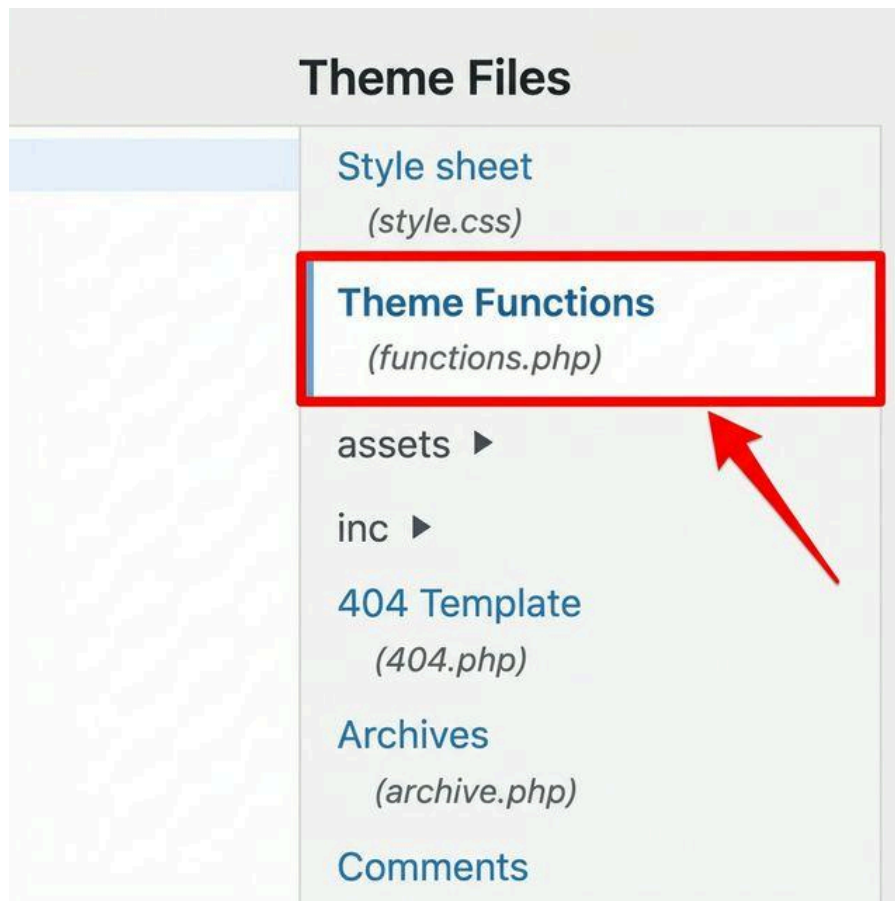 Theme Files
Style sheet
(style.css)
Theme Functions
(functions.php)
assets
inc
404 Template
(404.php)
Archives
(archive.php)
Comments